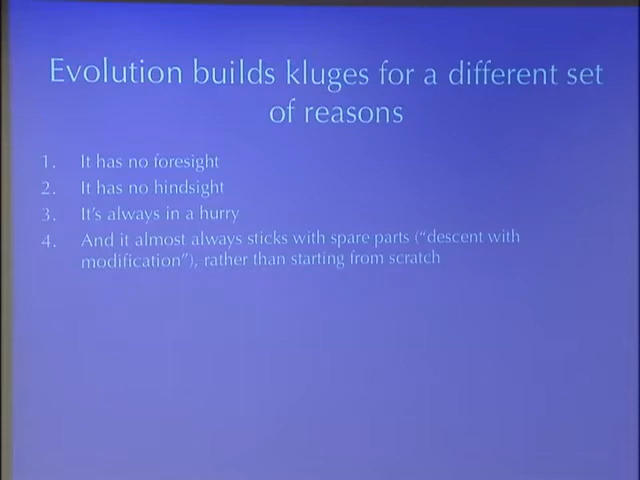 Evolution builds kluges for a different set
of reasons
1. It has no foresight
2. It has no hindsight
3. It's always in a hurry
4. And it almost always sticks with spare parts (“descent with
modification”), rather than starting from scratch